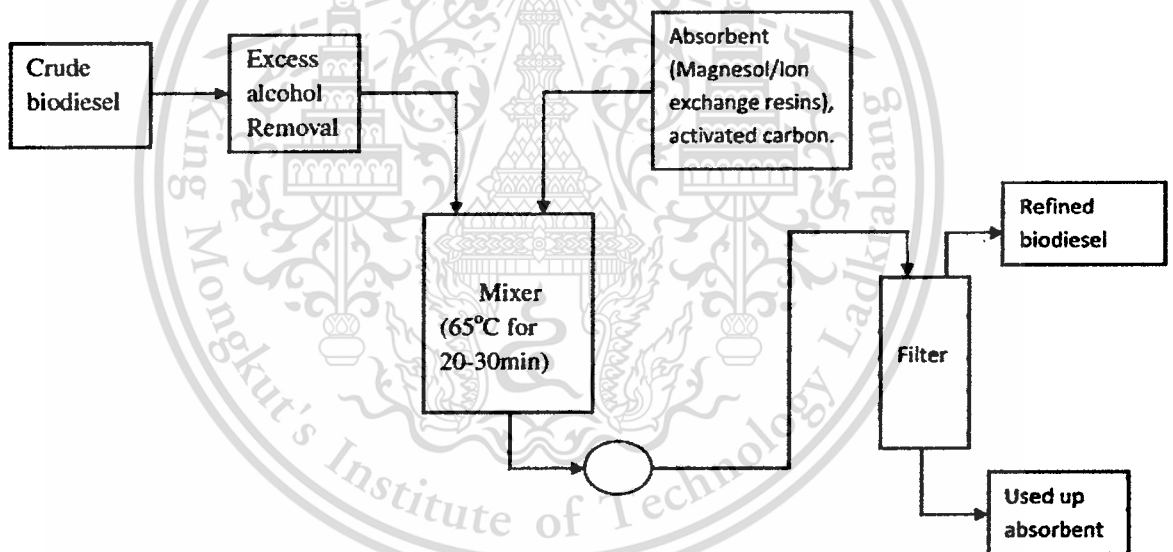 Crude
biodiesel
Excess
alcohol
Removal
Absorbent
(Magnesol/Ion
exchange resins),
activated carbon.
Mixer
(65°C for
20-30min)
Filter
Refined
biodiesel
Used up
absorbent
King Mongkut's Institute of Technology Ladkrabang